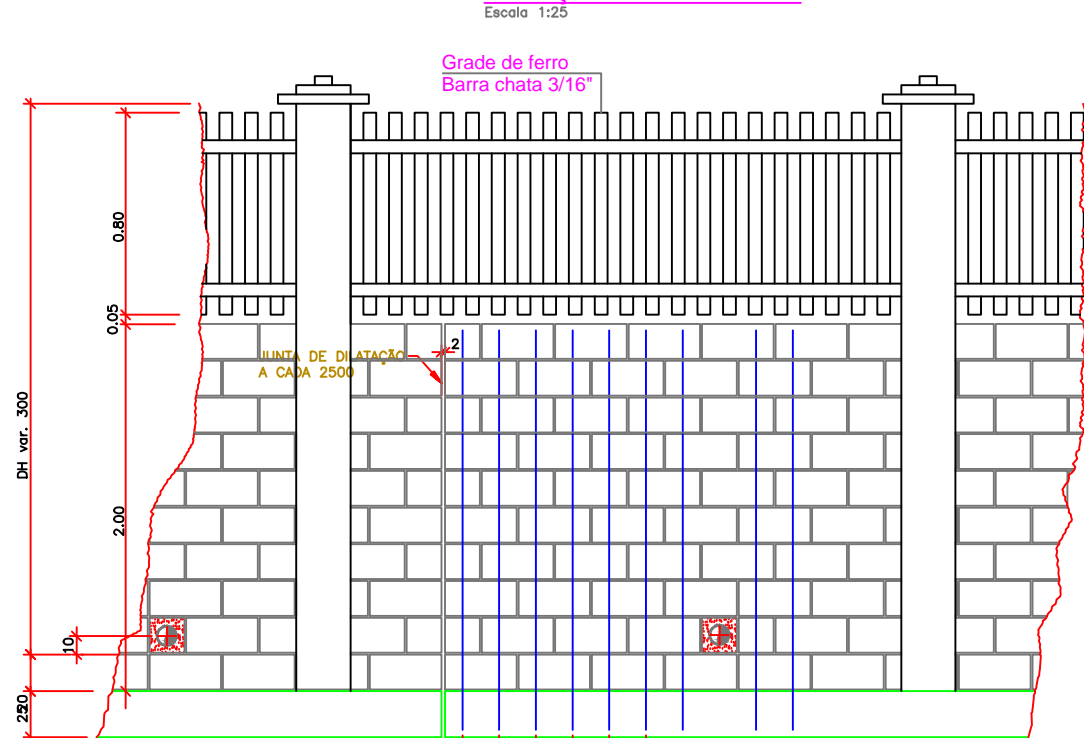 Escala 1:25
Grade de ferro
Barra chata 3/16"
0.80
0.05
2
JUNTA DE DILATAÇÃO
A CADA 2500
DH var. 300
2.00
10